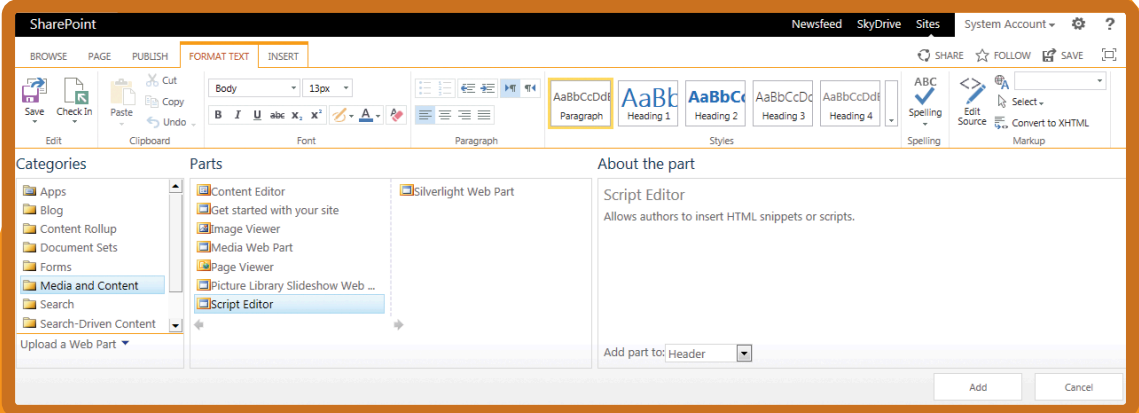 SharePoint Newsfeed SkyDrive Sites System Account ?
BROWSE PAGE PUBLISH FORMAT TEXT INSERT SHARE FOLLOW SAVE
Save Check In Paste Cut Copy Undo
Body 13px
B I U abc x₂ x² A
AaBbCcDdE AaBb AaBbCc AaBbCcDc AaBbCcDdE
Paragraph Heading 1 Heading 2 Heading 3 Heading 4
ABC Spelling Edit Source Select Convert to XHTML
Edit Clipboard Font Paragraph Styles Spelling Markup
Categories Parts About the part
Apps Content Editor Silverlight Web Part Script Editor
Blog Get started with your site Allows authors to insert HTML snippets or scripts.
Content Rollup Image Viewer
Document Sets Media Web Part
Forms Page Viewer
Media and Content Picture Library Slideshow Web ...
Search Script Editor
Search-Driven Content
Upload a Web Part Add part to: Header
Add Cancel